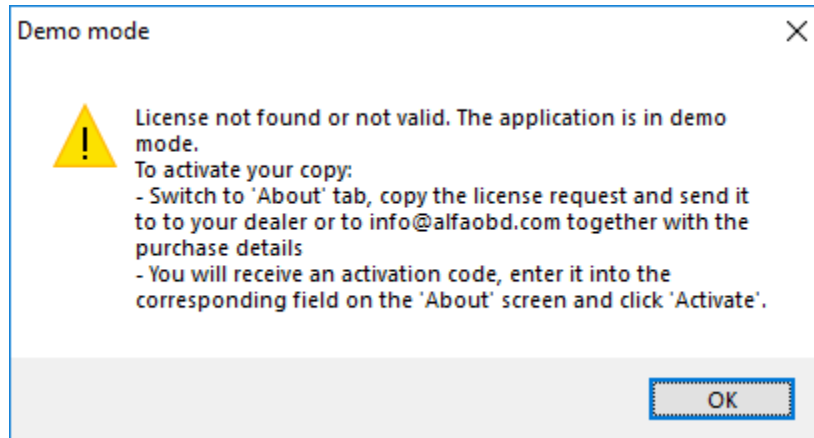 Demo mode
License not found or not valid. The application is in demo
mode.
To activate your copy:
- Switch to 'About' tab, copy the license request and send it
to to your dealer or to info@alfaobd.com together with the
purchase details
- You will receive an activation code, enter it into the
corresponding field on the 'About' screen and click 'Activate'.
OK